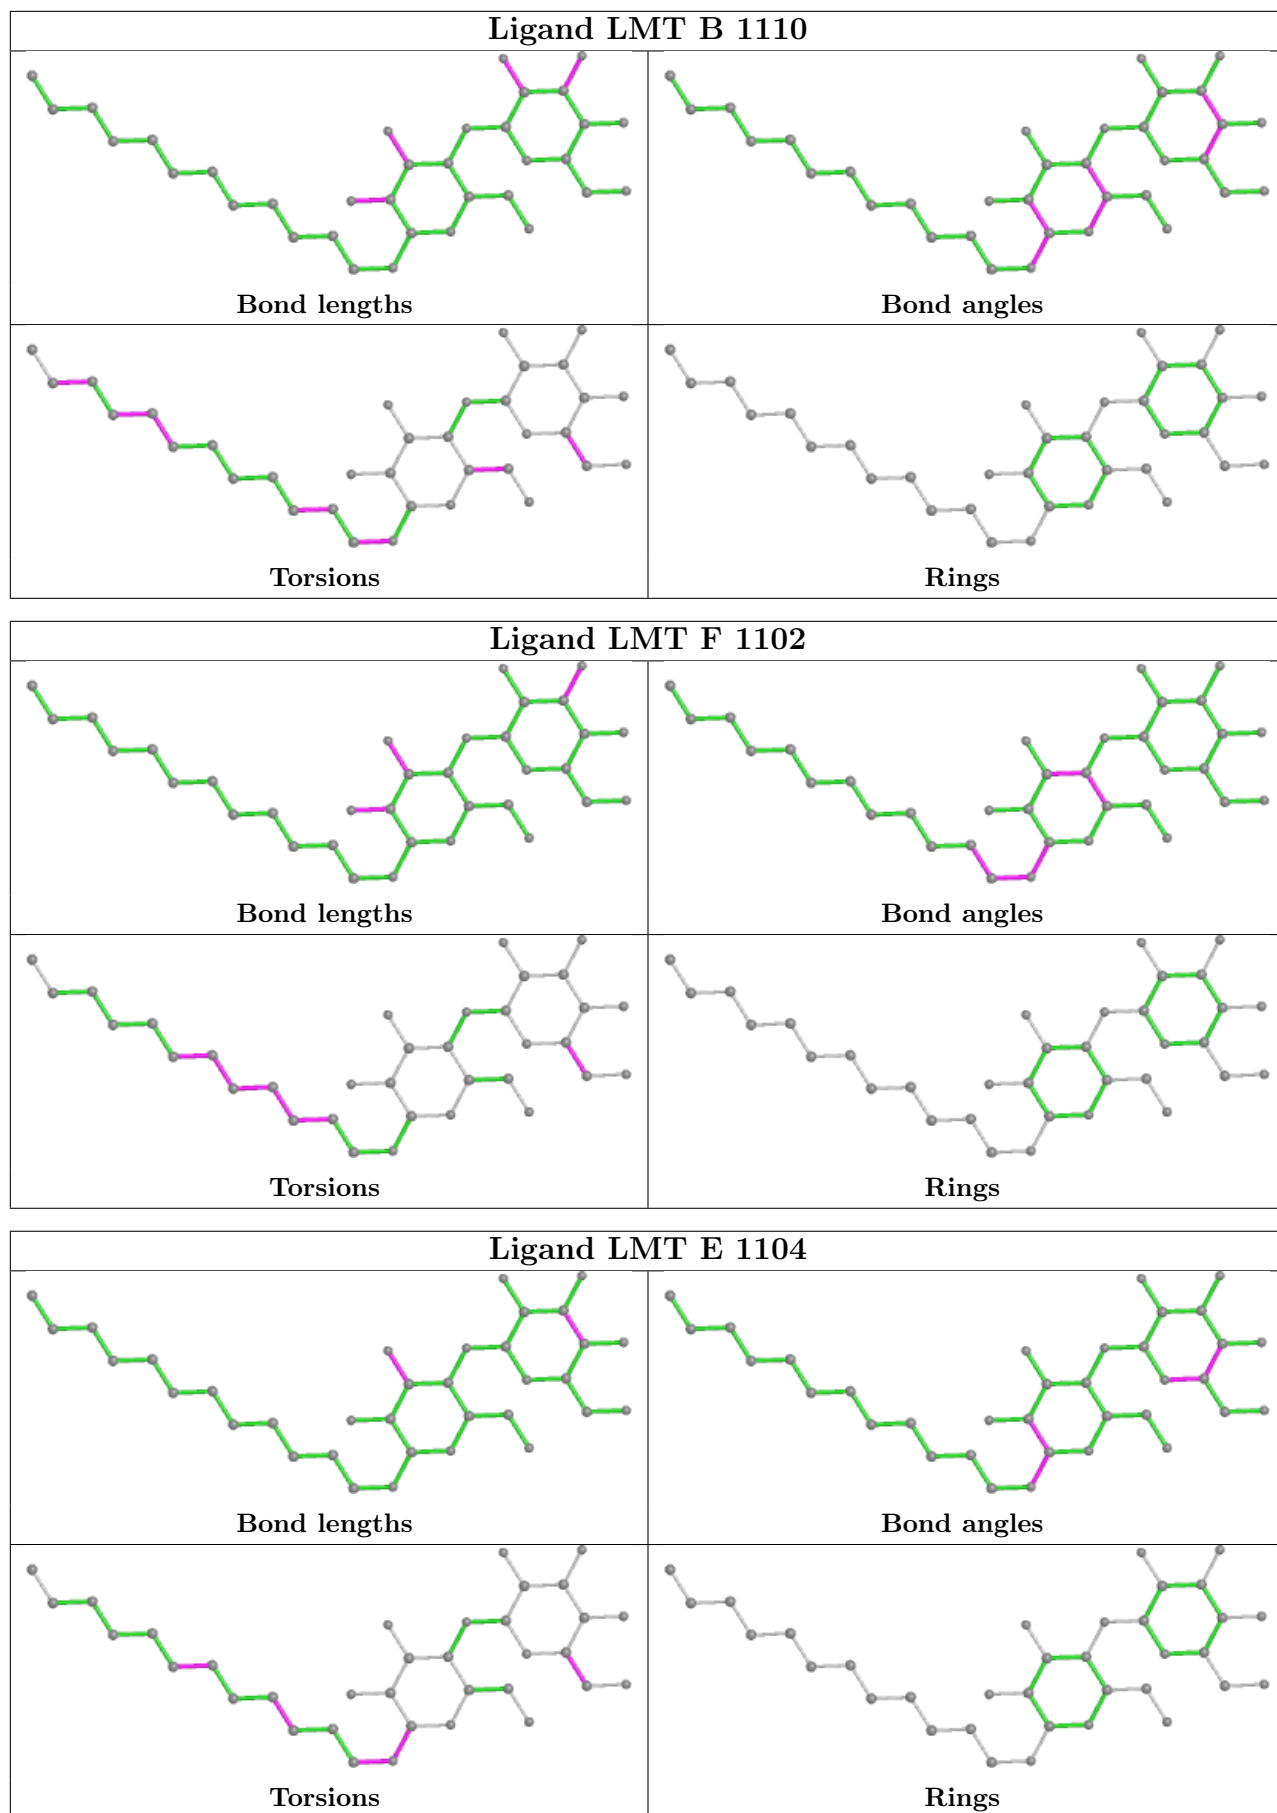 Ligand LMT B 1110
Bond lengths
Bond angles
Torsions
Rings
Ligand LMT F 1102
Bond lengths
Bond angles
Torsions
Rings
Ligand LMT E 1104
Bond lengths
Bond angles
Torsions
Rings